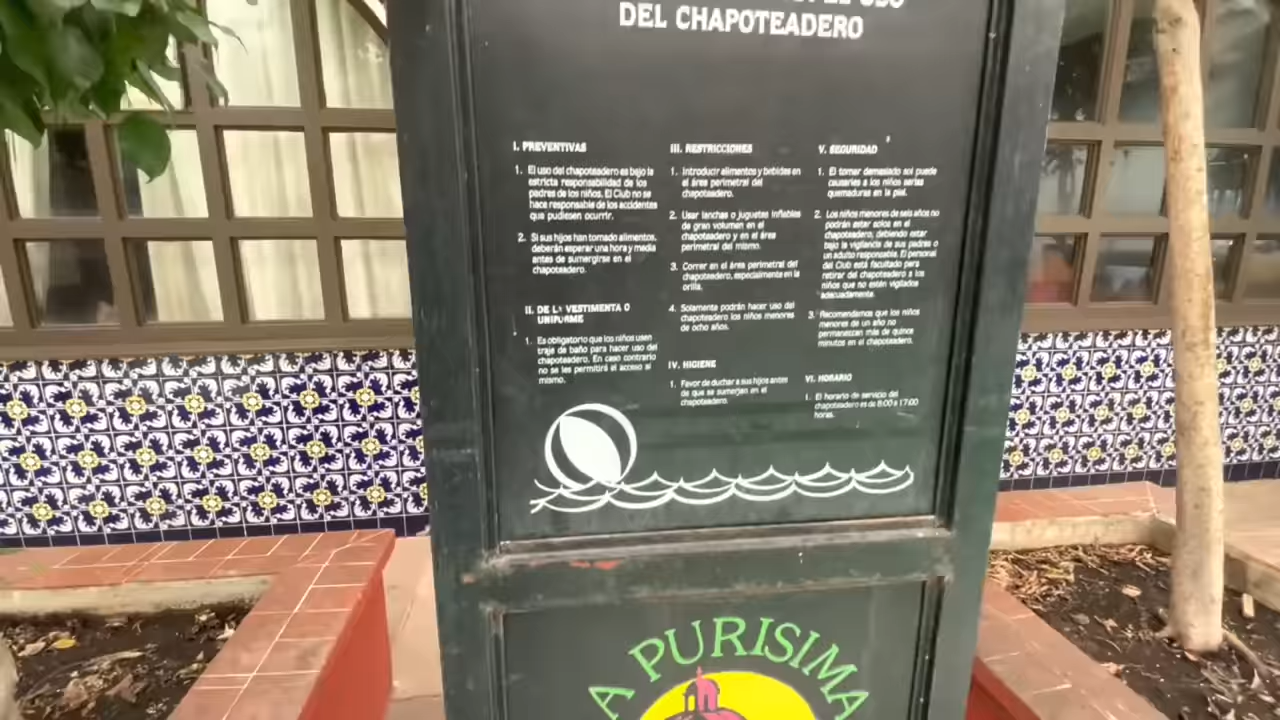 EL USO
DEL CHAPOTEADERO
I. PREVENTIVAS
1. El uso del chapoteadero es bajo la
estricta responsabilidad de los
padres de los niños. El Club no se
hace responsable de los accidentes
que pudiesen ocurrir.
2. Si sus hijos han tomado alimentos,
deberán esperar una hora y media
antes de sumergirse en el
chapoteadero.
II. DE LA VESTIMENTA O
UNIFORME
1. Es obligatorio que los niños usen
traje de baño para hacer uso del
chapoteadero. En caso contrario
no se les permitirá el acceso al
mismo.
III. RESTRICCIONES
1. Introducir alimentos y bebidas en
el área perimetral del
chapoteadero.
2. Usar lanchas o juguetes inflables
de gran volumen en el
chapoteadero y en el área
perimetral del mismo.
3. Correr en el área perimetral del
chapoteadero, especialmente en la
orilla.
4. Solamente podrán hacer uso del
chapoteadero los niños menores
de ocho años.
IV. HIGIENE
1. Favor de duchar a sus hijos antes
de que se sumerjan en el
chapoteadero.
V. SEGURIDAD
1. El tomar demasiado sol puede
causarles a los niños serias
quemaduras en la piel.
2. Los niños menores de seis años no
podrán estar solos en el
chapoteadero, debiendo estar
bajo la vigilancia de sus padres o
un adulto responsable. El personal
del Club está facultado para
retirar del chapoteadero a los
niños que no estén vigilados
adecuadamente.
3. Recomendamos que los niños
menores de un año no
permanezcan más de quince
minutos en el chapoteadero.
VI. HORARIO
1. El horario de servicio del
chapoteadero es de 8:00 a 17:00
horas.
A PURISIMA